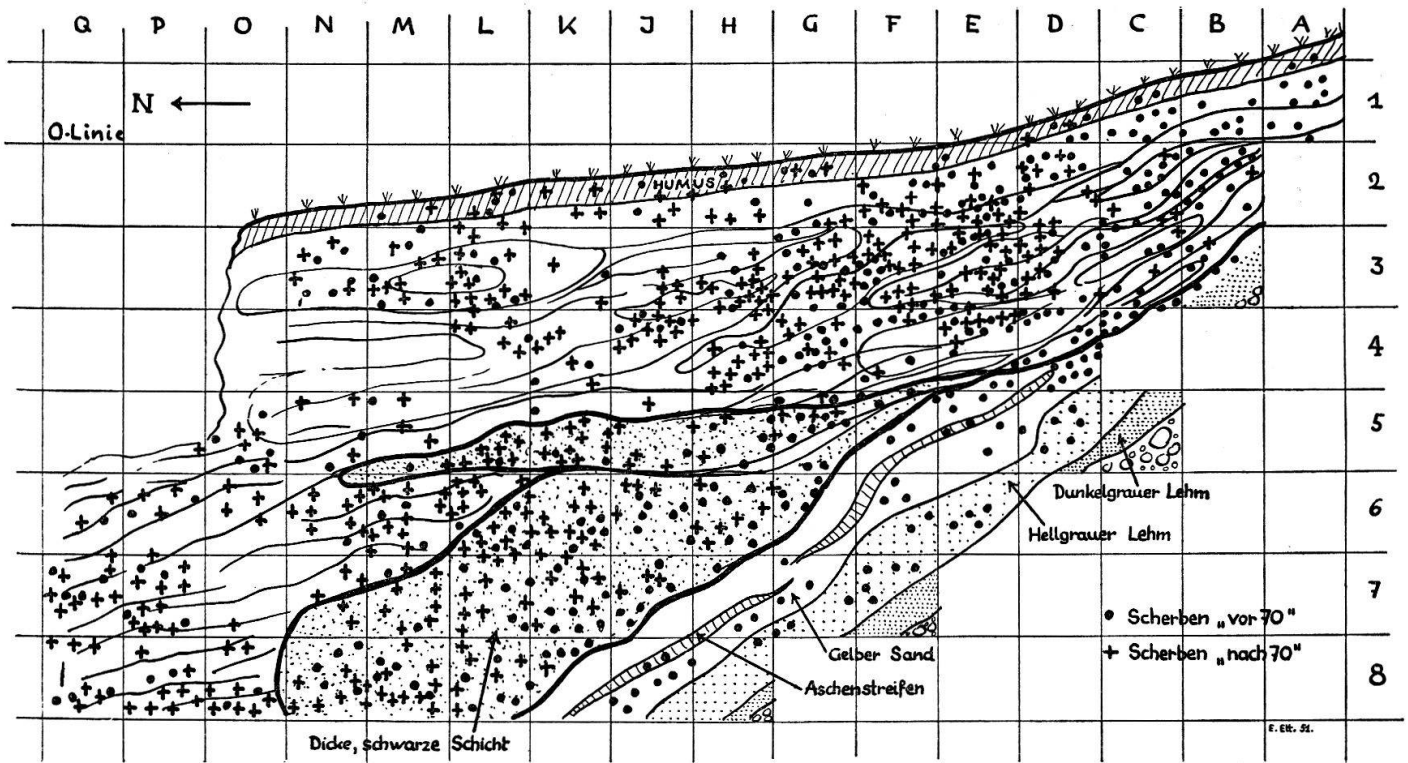 Q P O N M L K J H G F E D C B A
N
1
O-Linie
HUMUS
2
3
4
5
Dunkelgrauer Lehm
6
Hellgrauer Lehm
7
• Scherben „vor 70"
Gelber Sand
+ Scherben „nach 70"
8
Aschenstreifen
Dicke, schwarze Schicht
E. Ett. 51.